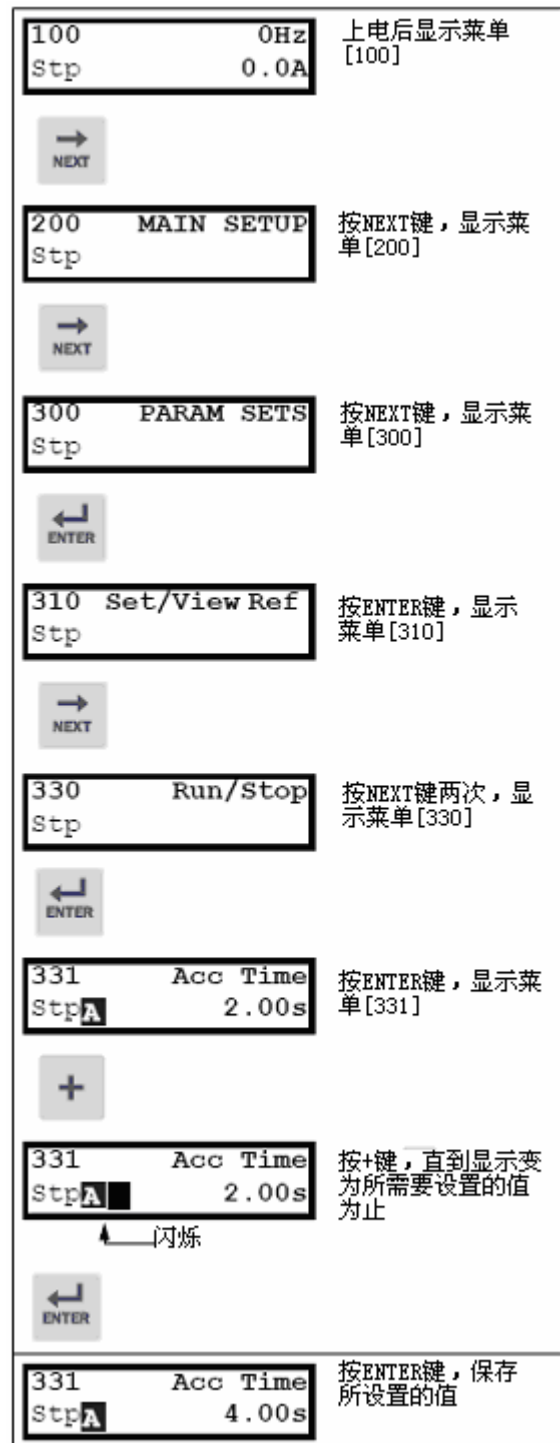 100 0Hz
Stp 0.0A
上电后显示菜单
[100]
NEXT
200 MAIN SETUP
Stp
按NEXT键，显示菜
单[200]
NEXT
300 PARAM SETS
Stp
按NEXT键，显示菜
单[300]
ENTER
310 Set/View Ref
Stp
按ENTER键，显示
菜单[310]
NEXT
330 Run/Stop
Stp
按NEXT键两次，显
示菜单[330]
ENTER
331 Acc Time
StpA 2.00s
按ENTER键，显示菜
单[331]
+
331 Acc Time
StpA 2.00s
按+键，直到显示变
为所需要设置的值
为止
闪烁
ENTER
331 Acc Time
StpA 4.00s
按ENTER键，保存
所设置的值